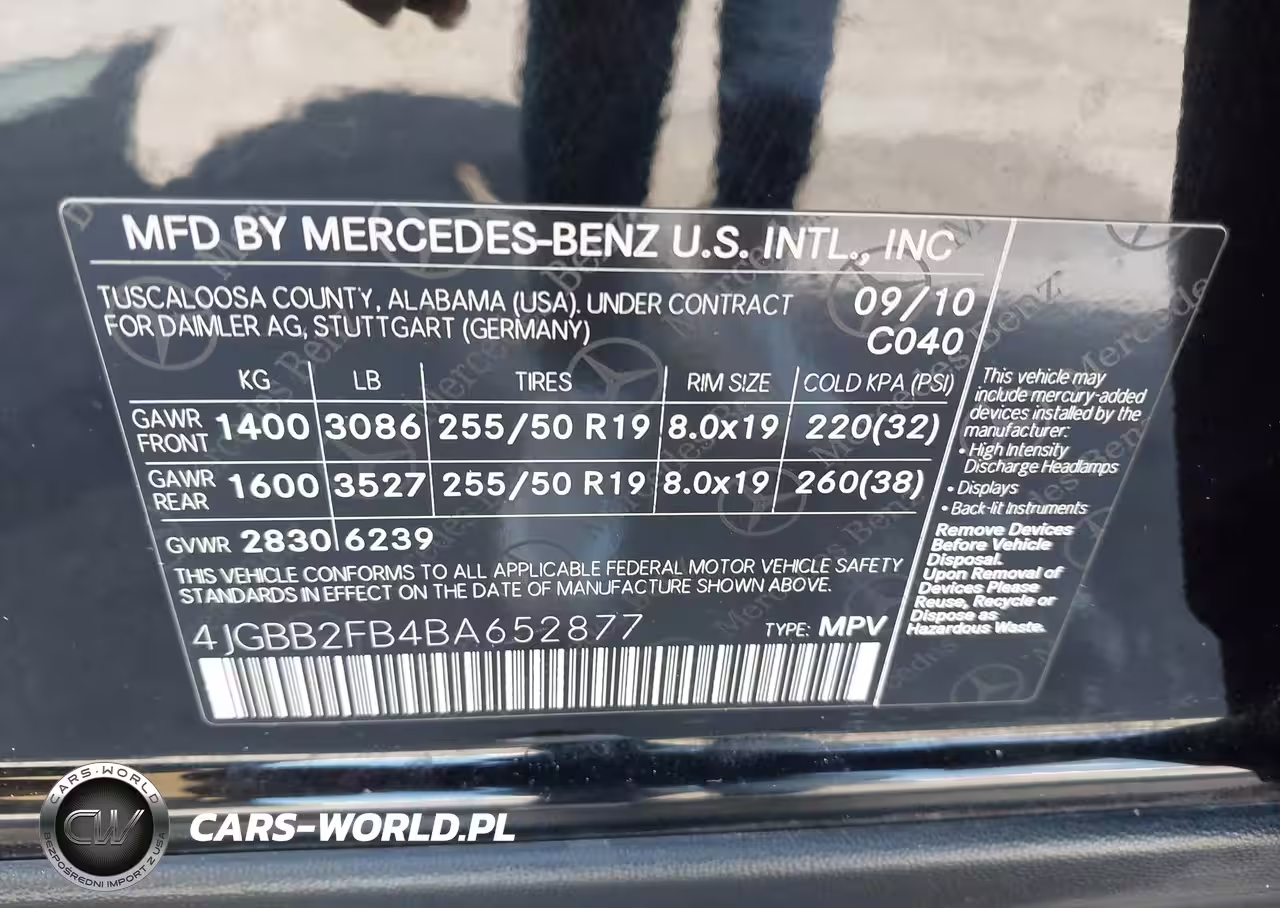 MFD BY MERCEDES-BENZ U.S. INTL., INC
TUSCALOOSA COUNTY, ALABAMA (USA). UNDER CONTRACT
FOR DAIMLER AG, STUTTGART (GERMANY)
09/10
C040
KG LB TIRES RIM SIZE COLD KPA (PSI)
GAWR FRONT 1400 3086 255/50 R19 8.0x19 220(32)
GAWR REAR 1600 3527 255/50 R19 8.0x19 260(38)
GVWR 2830 6239
THIS VEHICLE CONFORMS TO ALL APPLICABLE FEDERAL MOTOR VEHICLE SAFETY
STANDARDS IN EFFECT ON THE DATE OF MANUFACTURE SHOWN ABOVE.
4JGBB2FB4BA652877 TYPE: MPV
This vehicle may
include mercury-added
devices installed by the
manufacturer:
• High Intensity
Discharge Headlamps
• Displays
• Back-lit Instruments
Remove Devices
Before Vehicle
Disposal.
Upon Removal of
Devices Please
Reuse, Recycle or
Dispose as
Hazardous Waste.
CARS-WORLD
CW
BEZPOŚREDNI IMPORT Z USA
CARS-WORLD.PL